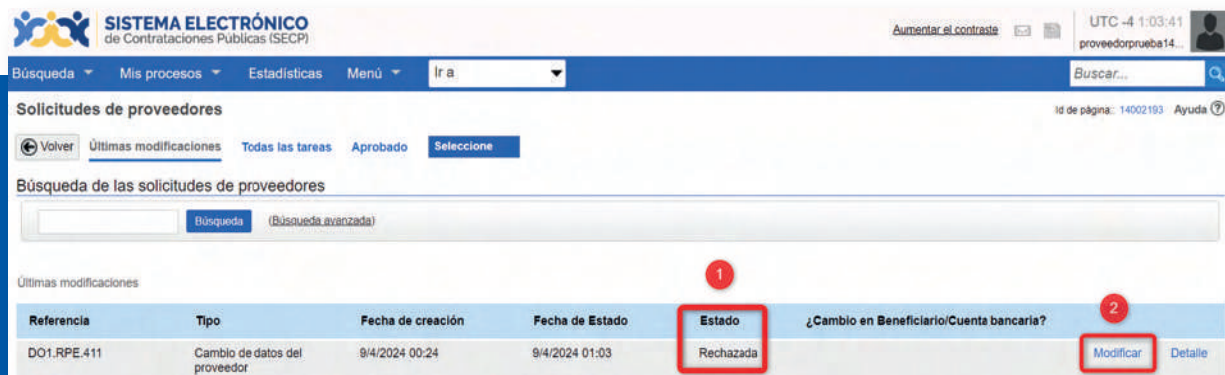 SISTEMA ELECTRÓNICO
de Contrataciones Públicas (SECP)
Aumentar el contraste
UTC -4 1:03:41
proveedorprueba14...
Búsqueda Mis procesos Estadísticas Menú Ir a Buscar...
Solicitudes de proveedores
Id de página:: 14002193 Ayuda ?
Volver Últimas modificaciones Todas las tareas Aprobado Seleccione
Búsqueda de las solicitudes de proveedores
Búsqueda (Búsqueda avanzada)
Últimas modificaciones
1
2
Referencia Tipo Fecha de creación Fecha de Estado Estado ¿Cambio en Beneficiario/Cuenta bancaria?
DO1.RPE.411 Cambio de datos del 9/4/2024 00:24 9/4/2024 01:03 Rechazada Modificar Detalle
proveedor